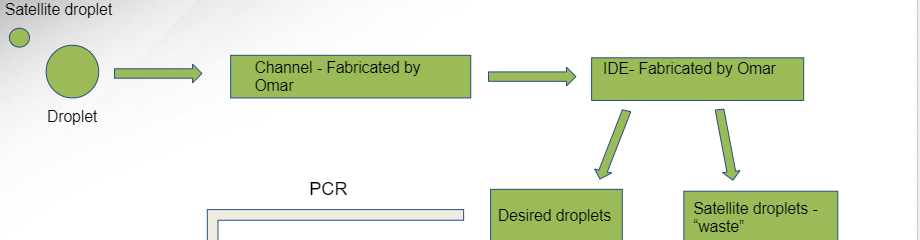 Satellite droplet
Channel - Fabricated by
Omar
IDE- Fabricated by Omar
Droplet
PCR
Desired droplets
Satellite droplets -
“waste”